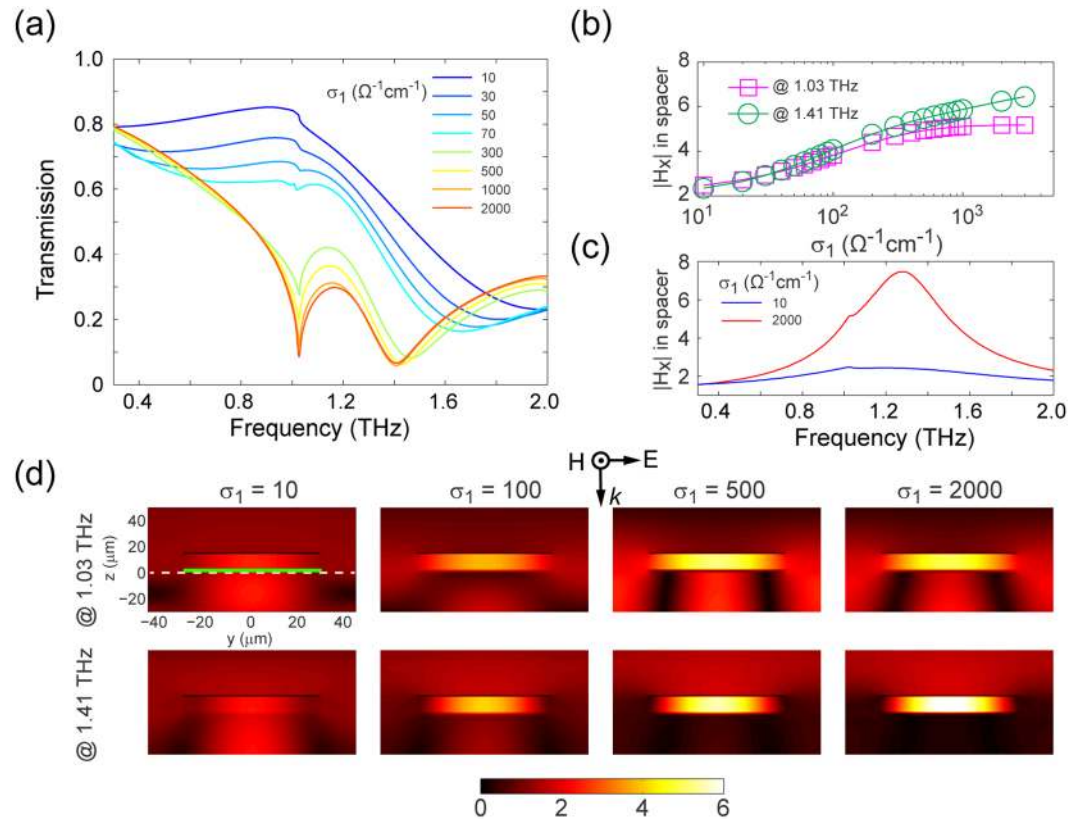 (a)
1.0
0.8
0.6
0.4
0.2
0
Transmission
0.4
0.8
1.2
1.6
2.0
Frequency (THz)
σ₁ (Ω⁻¹cm⁻¹)
10
30
50
70
300
500
1000
2000
(b)
8
6
4
2
|Hx| in spacer
@ 1.03 THz
@ 1.41 THz
10¹
10²
10³
σ₁ (Ω⁻¹cm⁻¹)
(c)
8
6
4
2
|Hx| in spacer
σ₁ (Ω⁻¹cm⁻¹)
10
2000
0.4
0.8
1.2
1.6
2.0
Frequency (THz)
(d)
H
E
k
σ₁ = 10
σ₁ = 100
σ₁ = 500
σ₁ = 2000
@ 1.03 THz
z (μm)
40
20
0
−20
−40
−20
0
20
40
y (μm)
@ 1.41 THz
0
2
4
6